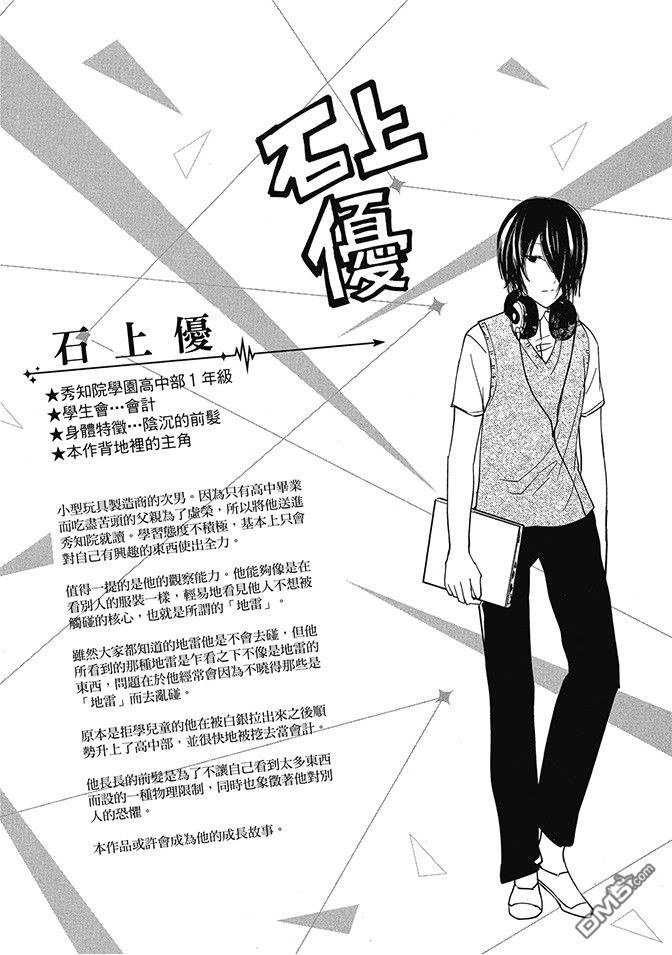 石上
優
石上優
★秀知院學園高中部1年級
★學生會…會計
★身體特徵…陰沉的前髮
★本作背地裡的主角
小型玩具製造商的次男。因為只有高中畢業
而吃盡苦頭的父親為了虛榮,所以將他送進
秀知院就讀。學習態度不積極,基本上只會
對自己有興趣的東西使出全力。
值得一提的是他的觀察能力。他能夠像是在
看別人的服裝一樣,輕易地看見他人不想被
觸碰的核心,也就是所謂的「地雷」。
雖然大家都知道的地雷他是不會去碰,但他
所看到的那種地雷是乍看之下不像是地雷的
東西,問題在於他經常會因為不曉得那些是
「地雷」而去亂碰。
原本是拒學兒童的他在被白銀拉出來之後順
勢升上了高中部,並很快地被挖去當會計。
他長長的前髮是為了不讓自己看到太多東西
而設的一種物理限制,同時也象徵著他對別
人的恐懼。
本作品或許會成為他的成長故事。
DM5.com